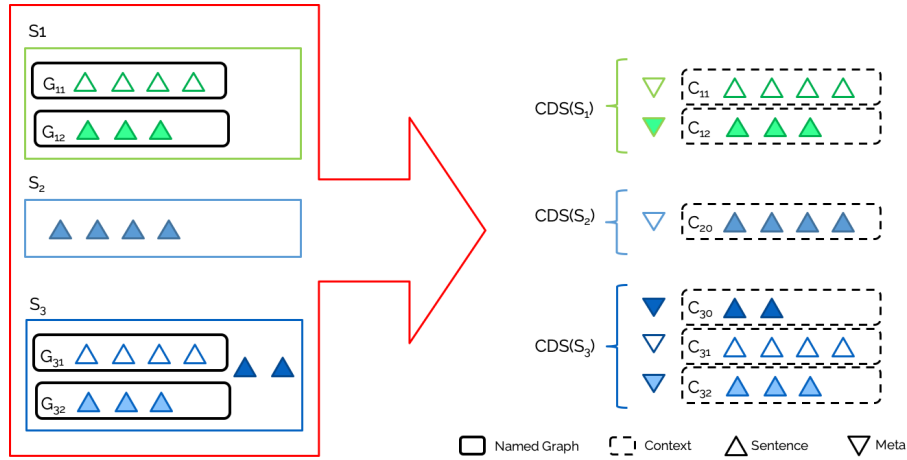 S1
G₁₁
G₁₂
S₂
S₃
G₃₁
G₃₂
CDS(S₁)
C₁₁
C₁₂
CDS(S₂)
C₂₀
CDS(S₃)
C₃₀
C₃₁
C₃₂
Named Graph
Context
Sentence
Meta